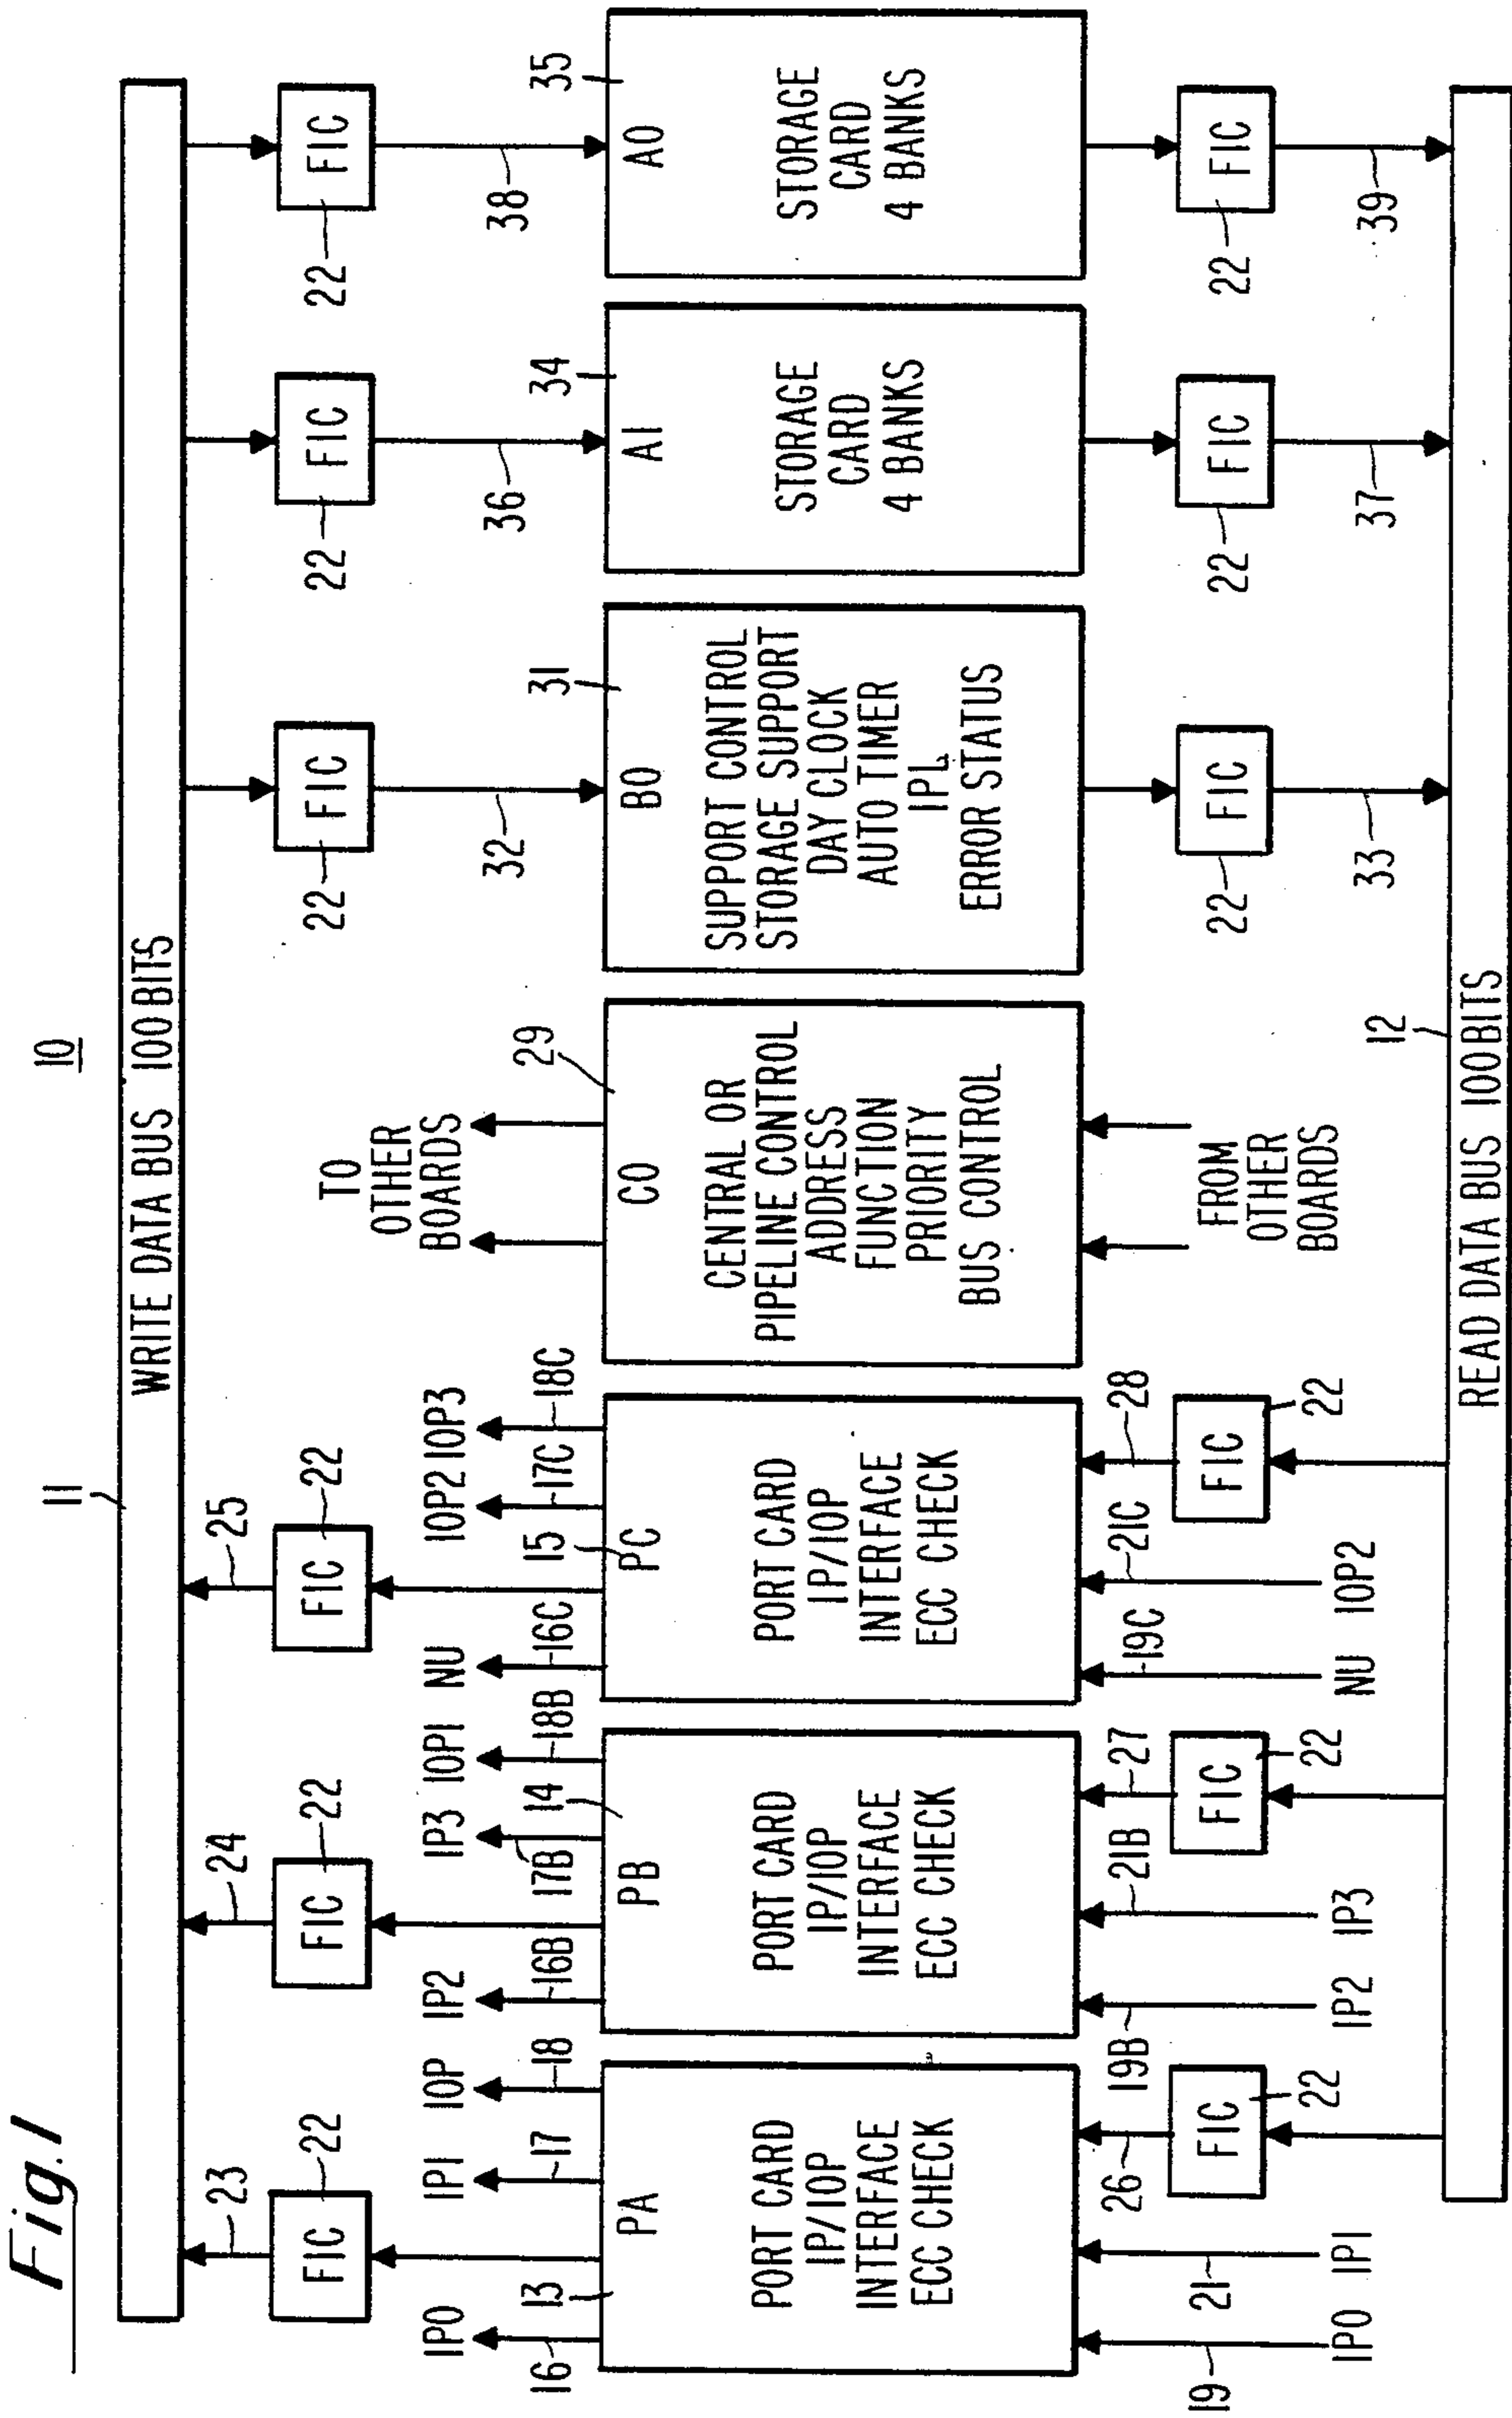 Fig.1
10
11
WRITE DATA BUS 100 BITS
23
24
25
FIC
22
FIC
22
FIC
22
22
FIC
22
FIC
22
FIC
IP0
IP1
IOP
IP2
IP3
IOP1
NU
IOP2
IOP3
TO
OTHER
BOARDS
16
17
18
16B
17B
18B
16C
17C
18C
32
36
38
13
14
15
29
31
34
35
PA
PORT CARD
IP/IOP
INTERFACE
ECC CHECK
PB
PORT CARD
IP/IOP
INTERFACE
ECC CHECK
PC
PORT CARD
IP/IOP
INTERFACE
ECC CHECK
C0
CENTRAL OR
PIPELINE CONTROL
ADDRESS
FUNCTION
PRIORITY
BUS CONTROL
B0
SUPPORT CONTROL
STORAGE SUPPORT
DAY CLOCK
AUTO TIMER
IPL
ERROR STATUS
A1
STORAGE
CARD
4 BANKS
A0
STORAGE
CARD
4 BANKS
19
21
26
19B
21B
27
19C
21C
28
FIC
22
FIC
22
FIC
22
22
FIC
22
FIC
22
FIC
IP0
IP1
IP2
IP3
NU
IOP2
FROM
OTHER
BOARDS
33
37
39
12
READ DATA BUS 100BITS